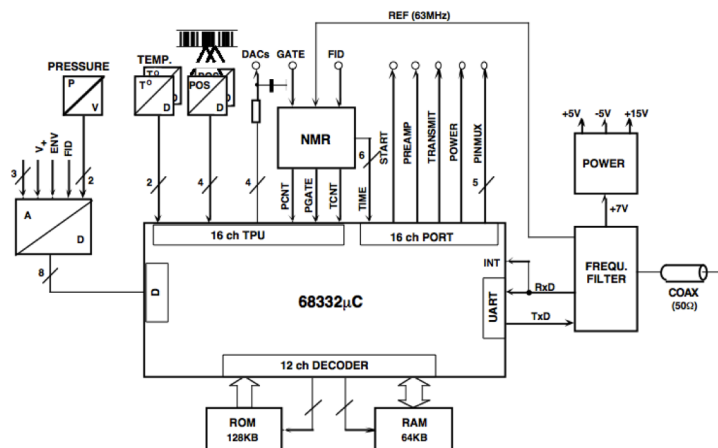 REF (63MHz)
PRESSURE
P
V
TEMP.
T°
T°
D
POS
POS
D
DACs
GATE
FID
NMR
6
START
PREAMP
TRANSMIT
POWER
PINMUX
5
+5V
-5V
+15V
POWER
+7V
3
V+
ENV
FID
2
A
D
8
2
4
4
PCNT
PGATE
TCNT
TIME
16 ch TPU
16 ch PORT
INT
FREQU.
FILTER
COAX
(50Ω)
D
68332µC
UART
RxD
TxD
12 ch DECODER
ROM
128KB
RAM
64KB